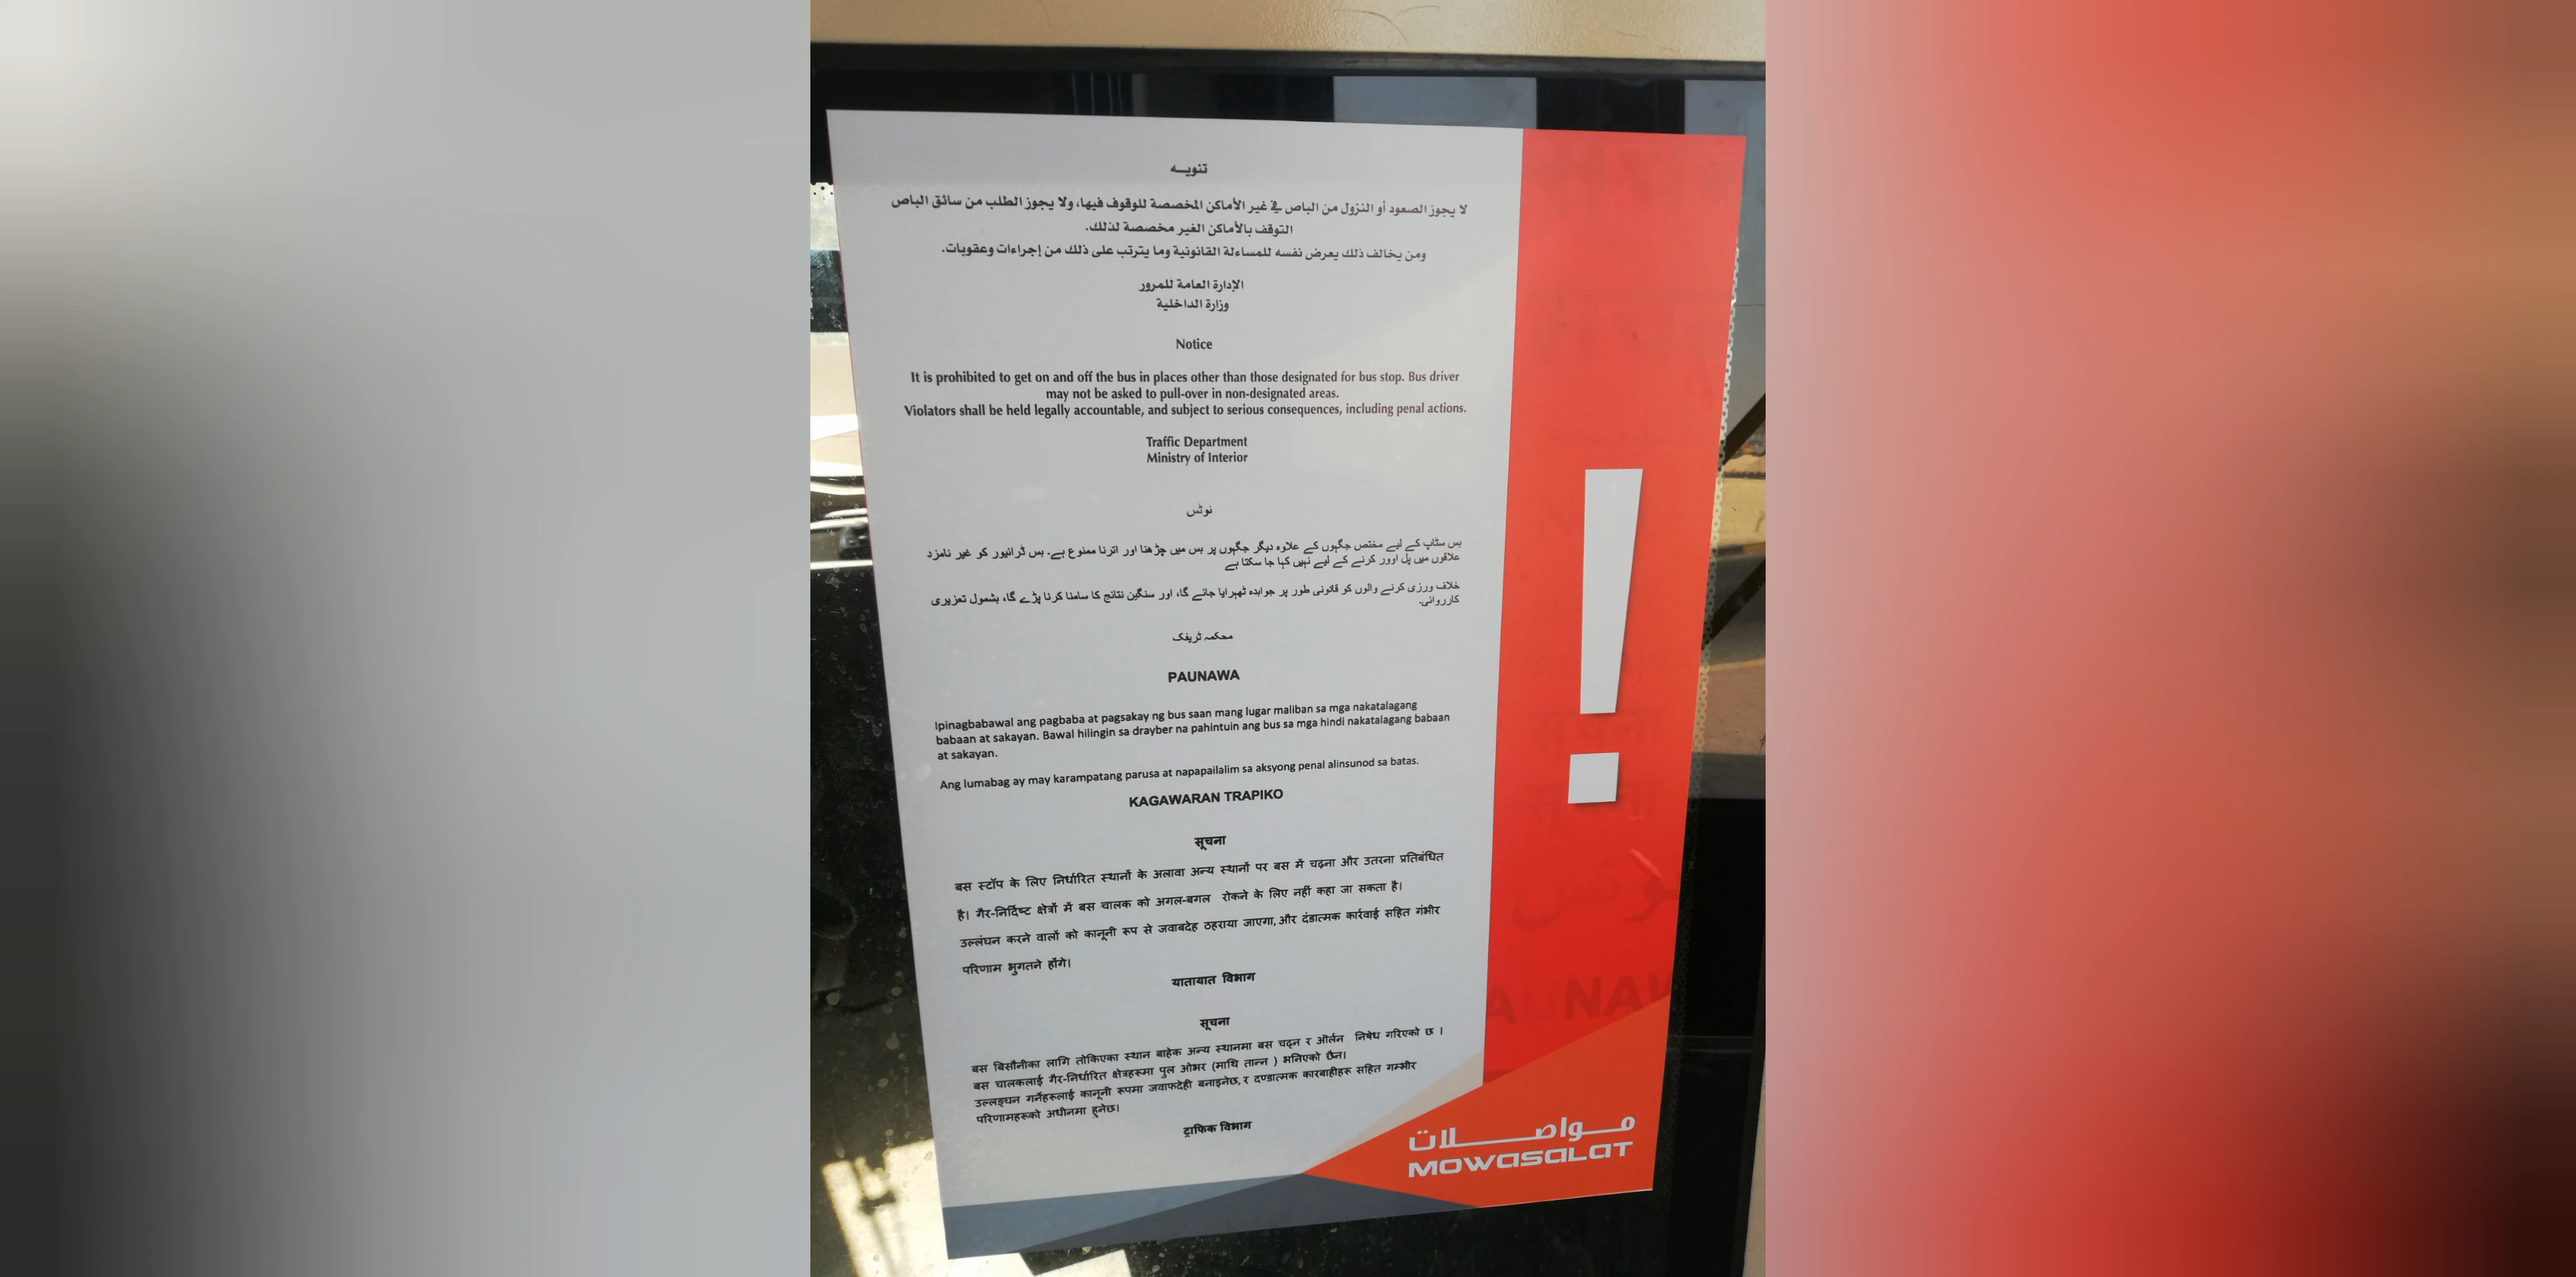 تنويـــه
لا يجوز الصعود أو النزول من الباص في غير الأماكن المخصصة للوقوف فيها، ولا يجوز الطلب من سائق الباص
التوقف بالأماكن الغير مخصصة لذلك.
ومن يخالف ذلك يعرض نفسه للمساءلة القانونية وما يترتب على ذلك من إجراءات وعقوبات.
الإدارة العامة للمرور
وزارة الداخلية
Notice
It is prohibited to get on and off the bus in places other than those designated for bus stop. Bus driver
may not be asked to pull-over in non-designated areas.
Violators shall be held legally accountable, and subject to serious consequences, including penal actions.
Traffic Department
Ministry of Interior
نوٹس
بس سٹاپ کے لیے مختص جگہوں کے علاوہ دیگر جگہوں پر بس میں چڑھنا اور اترنا ممنوع ہے۔ بس ڈرائیور کو غیر نامزد
علاقوں میں پل اوور کرنے کے لیے نہیں کہا جا سکتا ہے
خلاف ورزی کرنے والوں کو قانونی طور پر جوابدہ ٹھہرایا جائے گا، اور سنگین نتائج کا سامنا کرنا پڑے گا، بشمول تعزیری
کارروائی۔
محکمہ ٹریفک
PAUNAWA
Ipinagbabawal ang pagbaba at pagsakay ng bus saan mang lugar maliban sa mga nakatalagang
babaan at sakayan. Bawal hilingin sa drayber na pahintuin ang bus sa mga hindi nakatalagang babaan
at sakayan.
Ang lumabag ay may karampatang parusa at napapailalim sa aksyong penal alinsunod sa batas.
KAGAWARAN TRAPIKO
सूचना
बस स्टॉप के लिए निर्धारित स्थानों के अलावा अन्य स्थानों पर बस में चढ़ना और उतरना प्रतिबंधित
है। गैर-निर्दिष्ट क्षेत्रों में बस चालक को अगल-बगल रोकने के लिए नहीं कहा जा सकता है।
उल्लंघन करने वालों को कानूनी रूप से जवाबदेह ठहराया जाएगा, और दंडात्मक कार्रवाई सहित गंभीर
परिणाम भुगतने होंगे।
यातायात विभाग
सूचना
बस बिसौनीका लागि तोकिएका स्थान बाहेक अन्य स्थानमा बस चढ्न र ओर्लन निषेध गरिएको छ ।
बस चालकलाई गैर-निर्धारित क्षेत्रहरूमा पुल ओभर (माथि तान्न ) भनिएको छैन।
उल्लङ्घन गर्नेहरूलाई कानूनी रूपमा जवाफदेही बनाइनेछ, र दण्डात्मक कारबाहीहरू सहित गम्भीर
परिणामहरूको अधीनमा हुनेछ।
ट्राफिक विभाग
!
مـــواصـــــلات
MOWASALAT